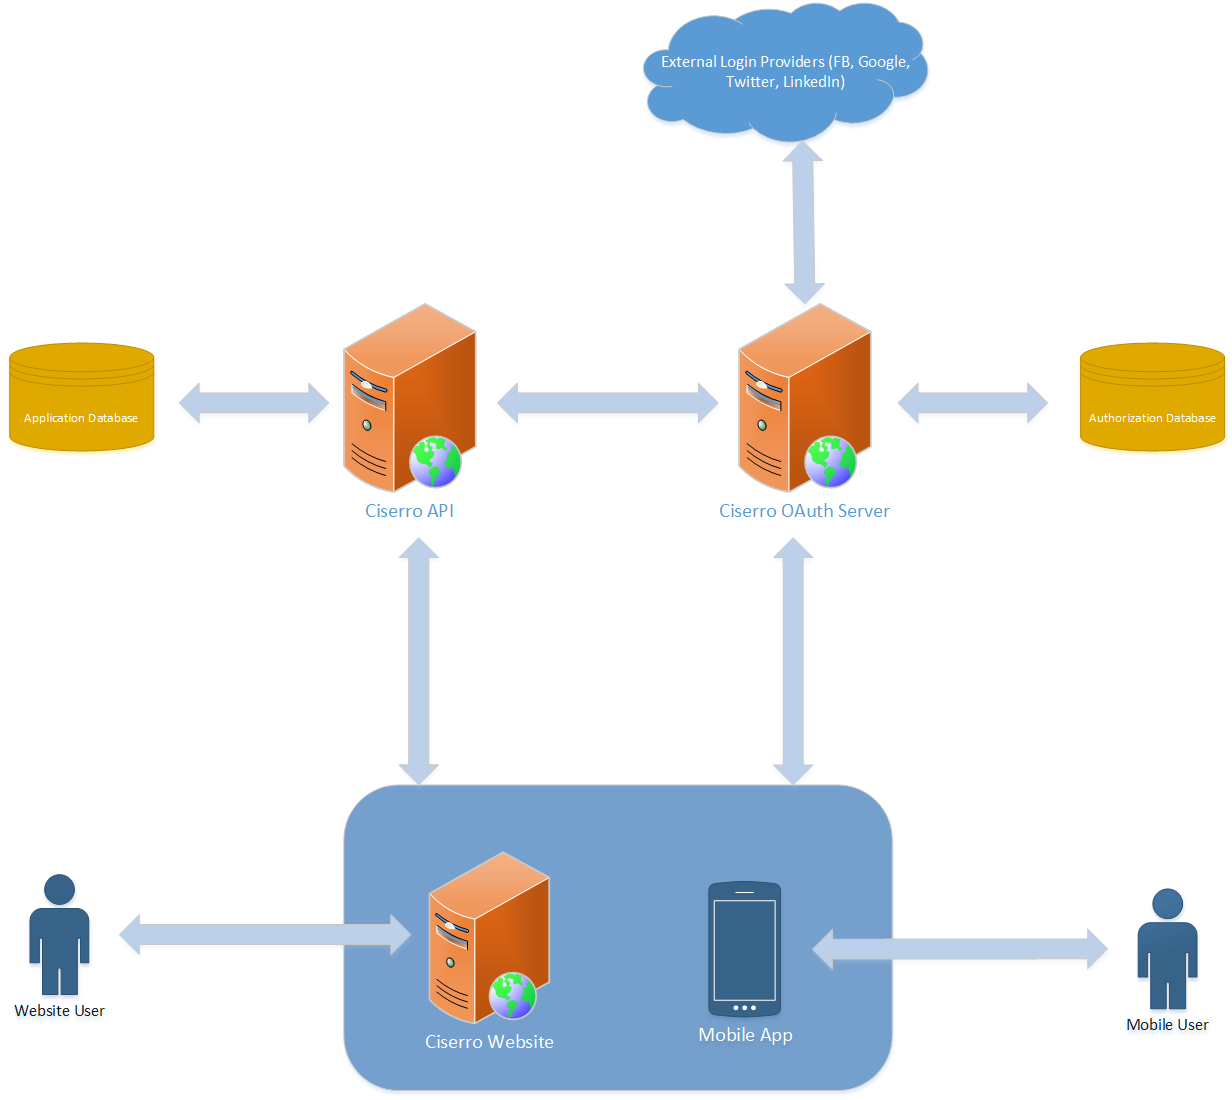 External Login Providers (FB, Google,
Twitter, LinkedIn)
Application Database
Authorization Database
Ciserro API
Ciserro OAuth Server
Website User
Ciserro Website
Mobile App
Mobile User